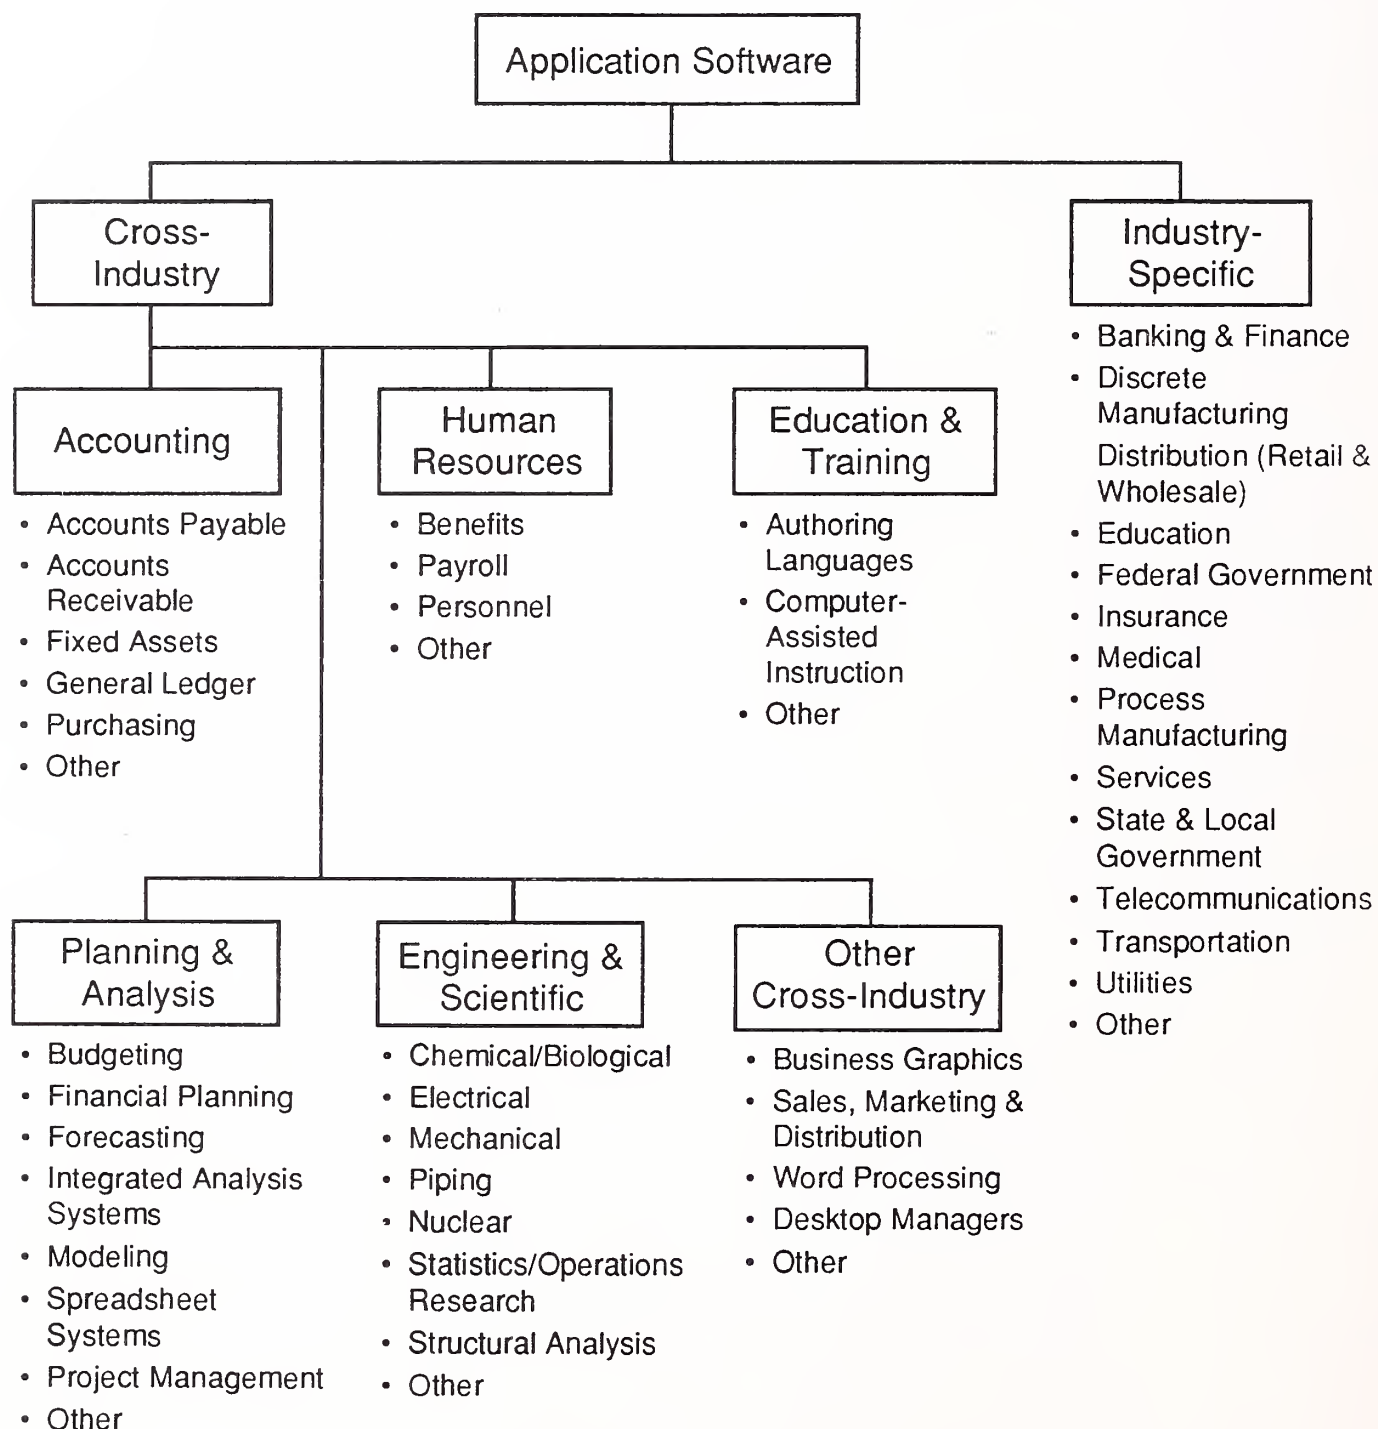 Application Software
Cross-
Industry
Industry-
Specific
• Banking & Finance
• Discrete
Manufacturing
Distribution (Retail &
Wholesale)
• Education
• Federal Government
• Insurance
• Medical
• Process
Manufacturing
• Services
• State & Local
Government
• Telecommunications
• Transportation
• Utilities
• Other
Accounting
• Accounts Payable
• Accounts
Receivable
• Fixed Assets
• General Ledger
• Purchasing
• Other
Human
Resources
• Benefits
• Payroll
• Personnel
• Other
Education &
Training
• Authoring
Languages
• Computer-
Assisted
Instruction
• Other
Planning &
Analysis
• Budgeting
• Financial Planning
• Forecasting
• Integrated Analysis
Systems
• Modeling
• Spreadsheet
Systems
• Project Management
• Other
Engineering &
Scientific
• Chemical/Biological
• Electrical
• Mechanical
• Piping
• Nuclear
• Statistics/Operations
Research
• Structural Analysis
• Other
Other
Cross-Industry
• Business Graphics
• Sales, Marketing &
Distribution
• Word Processing
• Desktop Managers
• Other